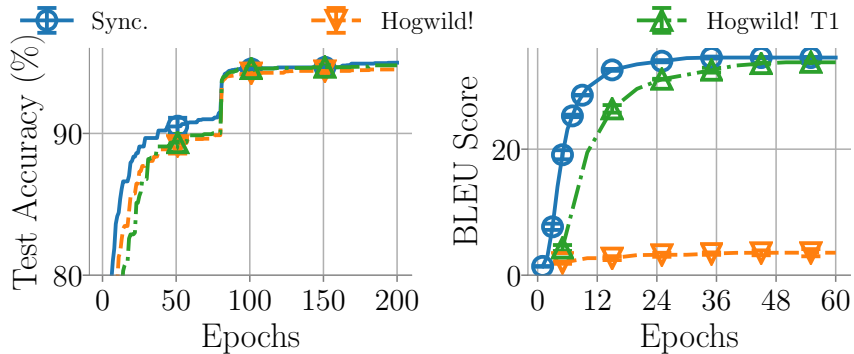 Sync. Hogwild! Hogwild! T1
Test Accuracy (%)
90
80
0 50 100 150 200
Epochs
BLEU Score
20
0
0 12 24 36 48 60
Epochs